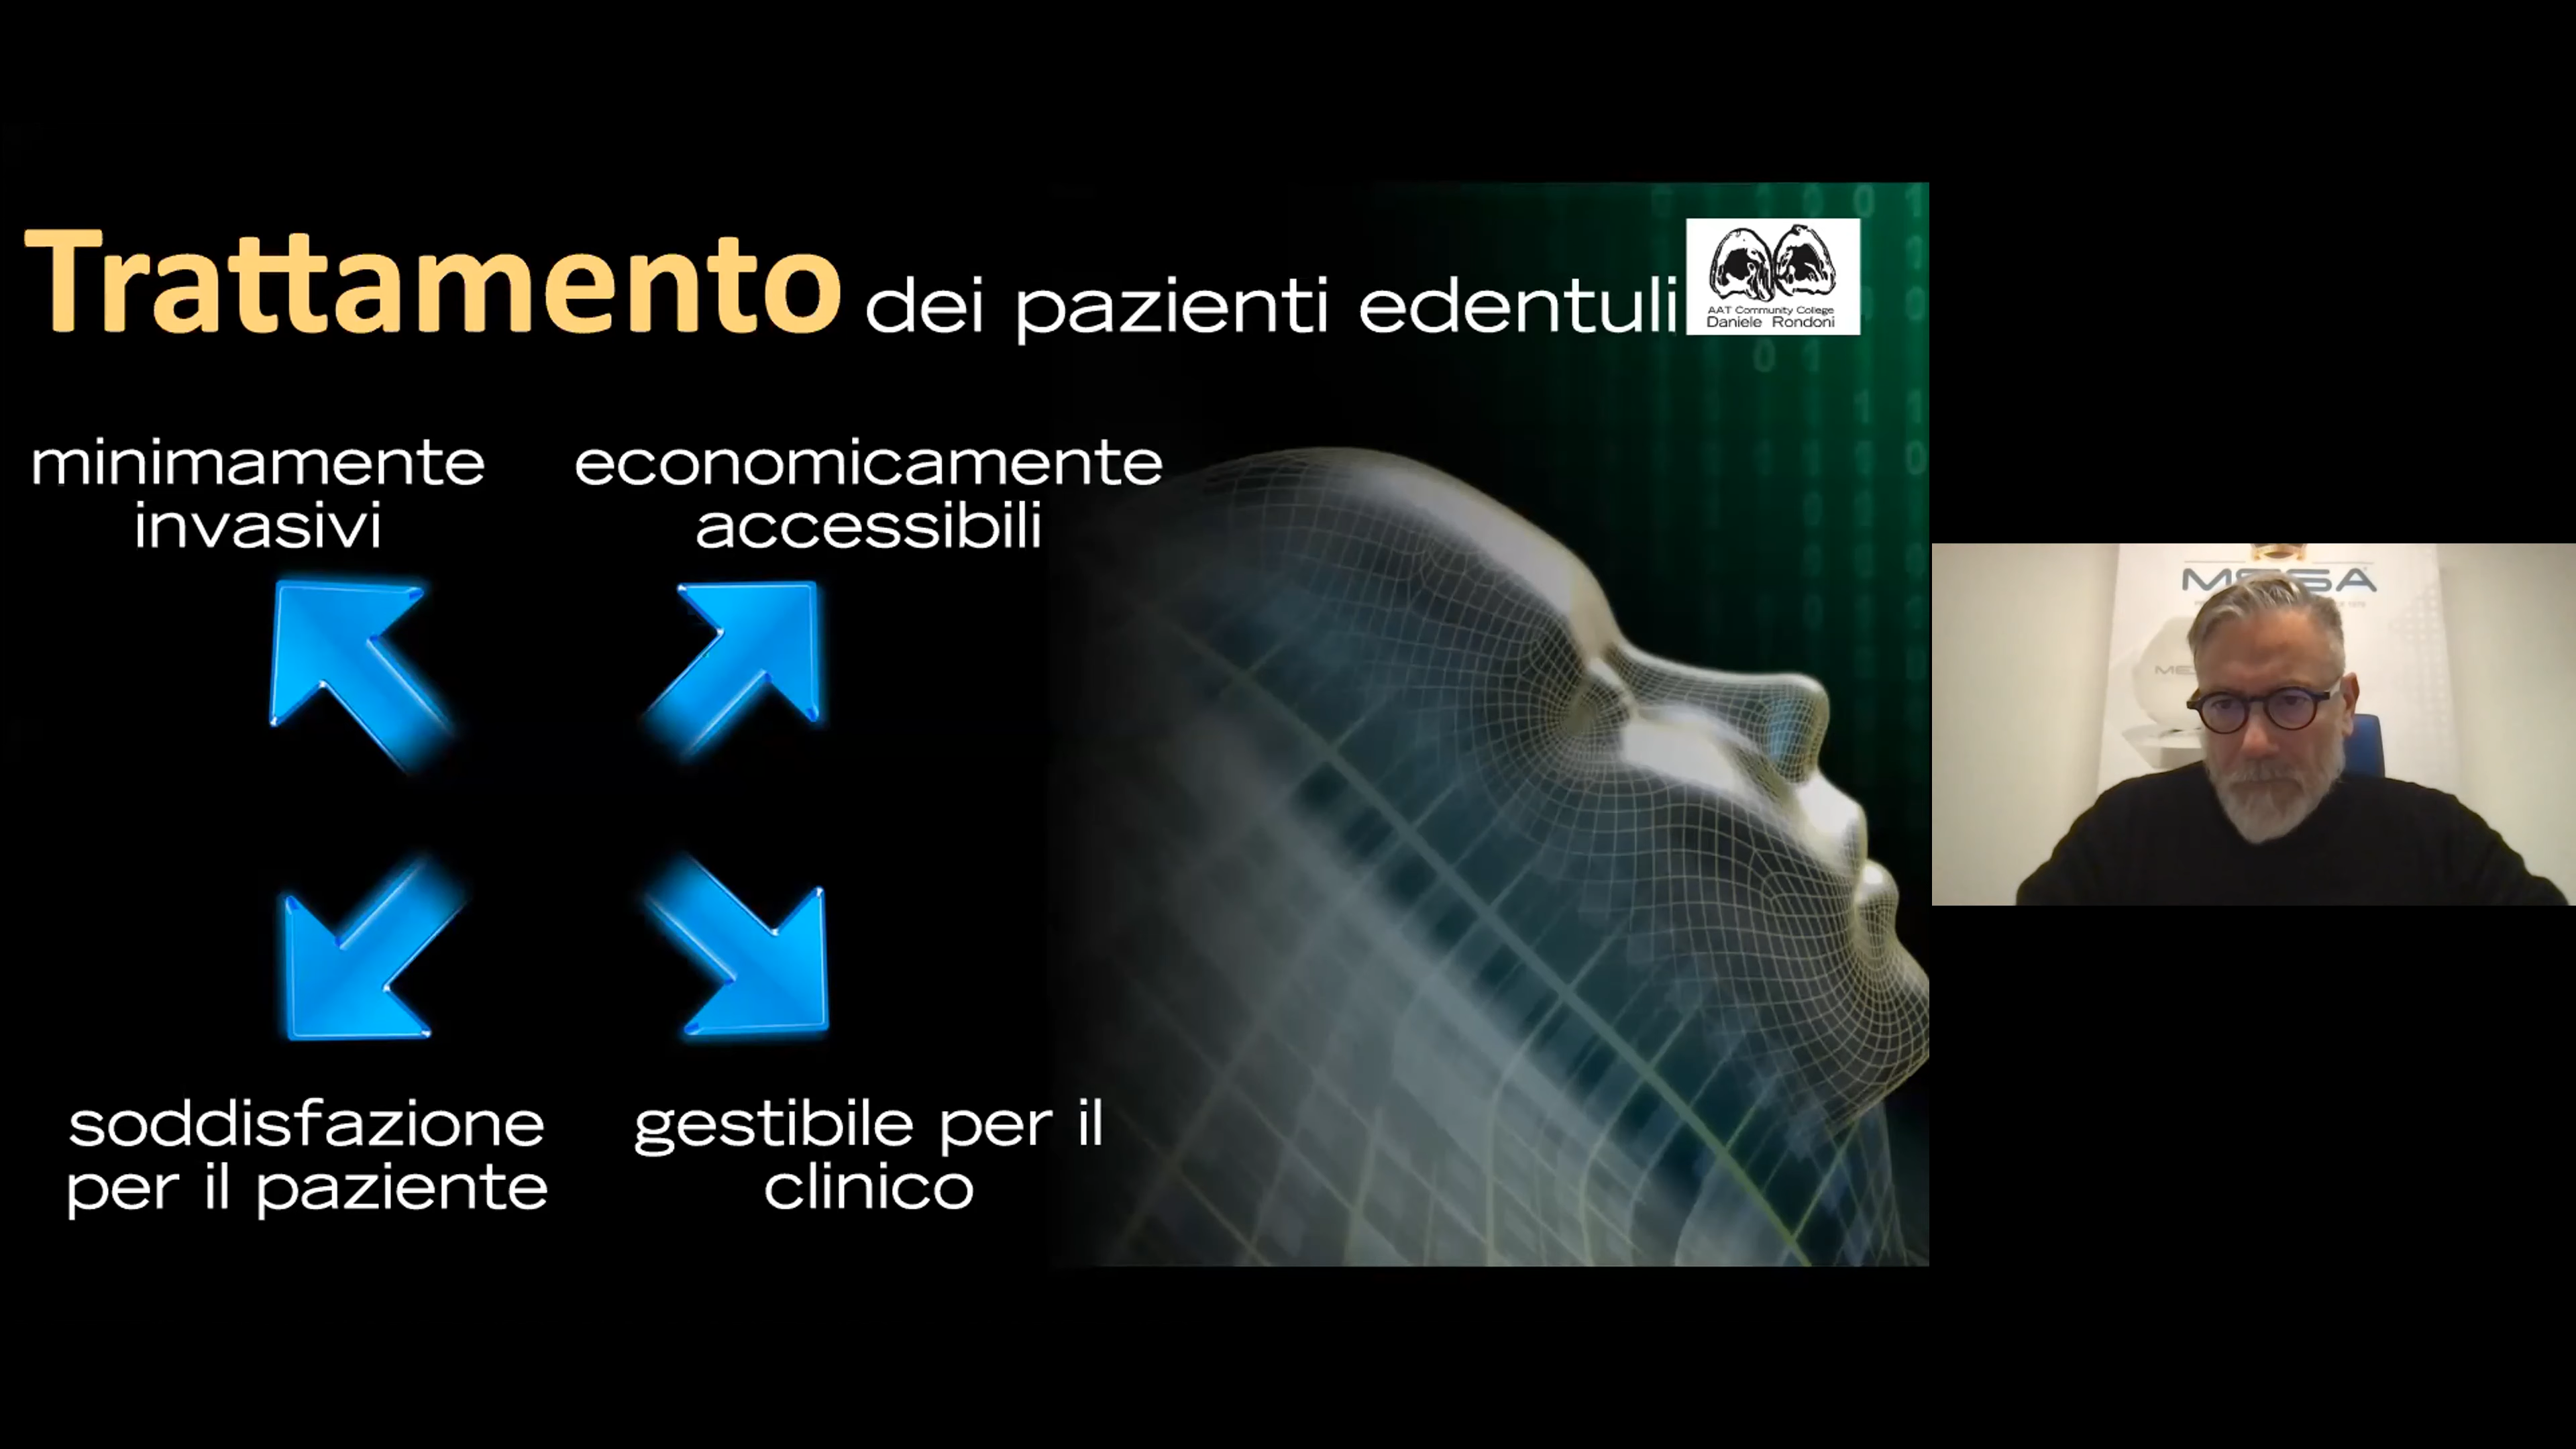 Trattamento dei pazienti edentuli
AAT Community College
Daniele Rondoni
minimamente
invasivi
economicamente
accessibili
soddisfazione
per il paziente
gestibile per il
clinico